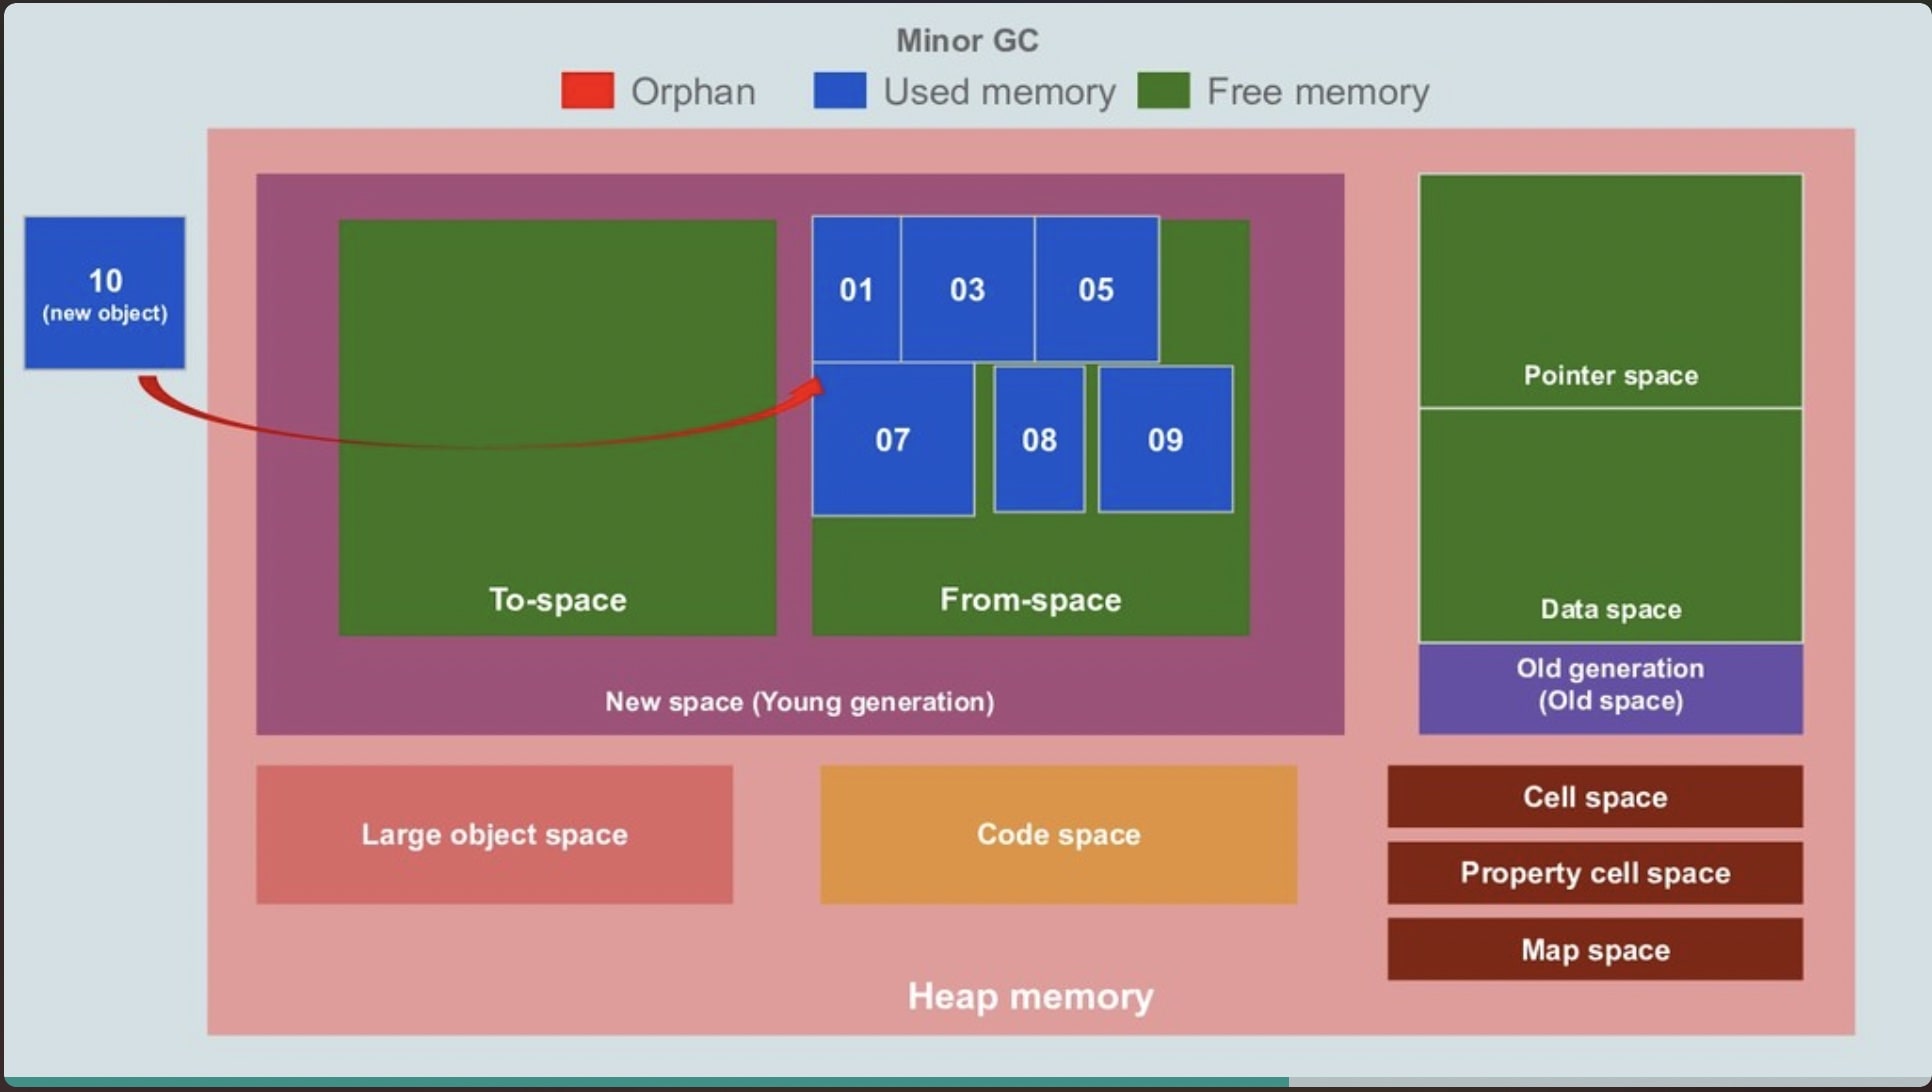 Minor GC
Orphan Used memory Free memory
10
(new object)
01 03 05
07 08 09
To-space
From-space
New space (Young generation)
Pointer space
Data space
Old generation
(Old space)
Large object space
Code space
Cell space
Property cell space
Map space
Heap memory